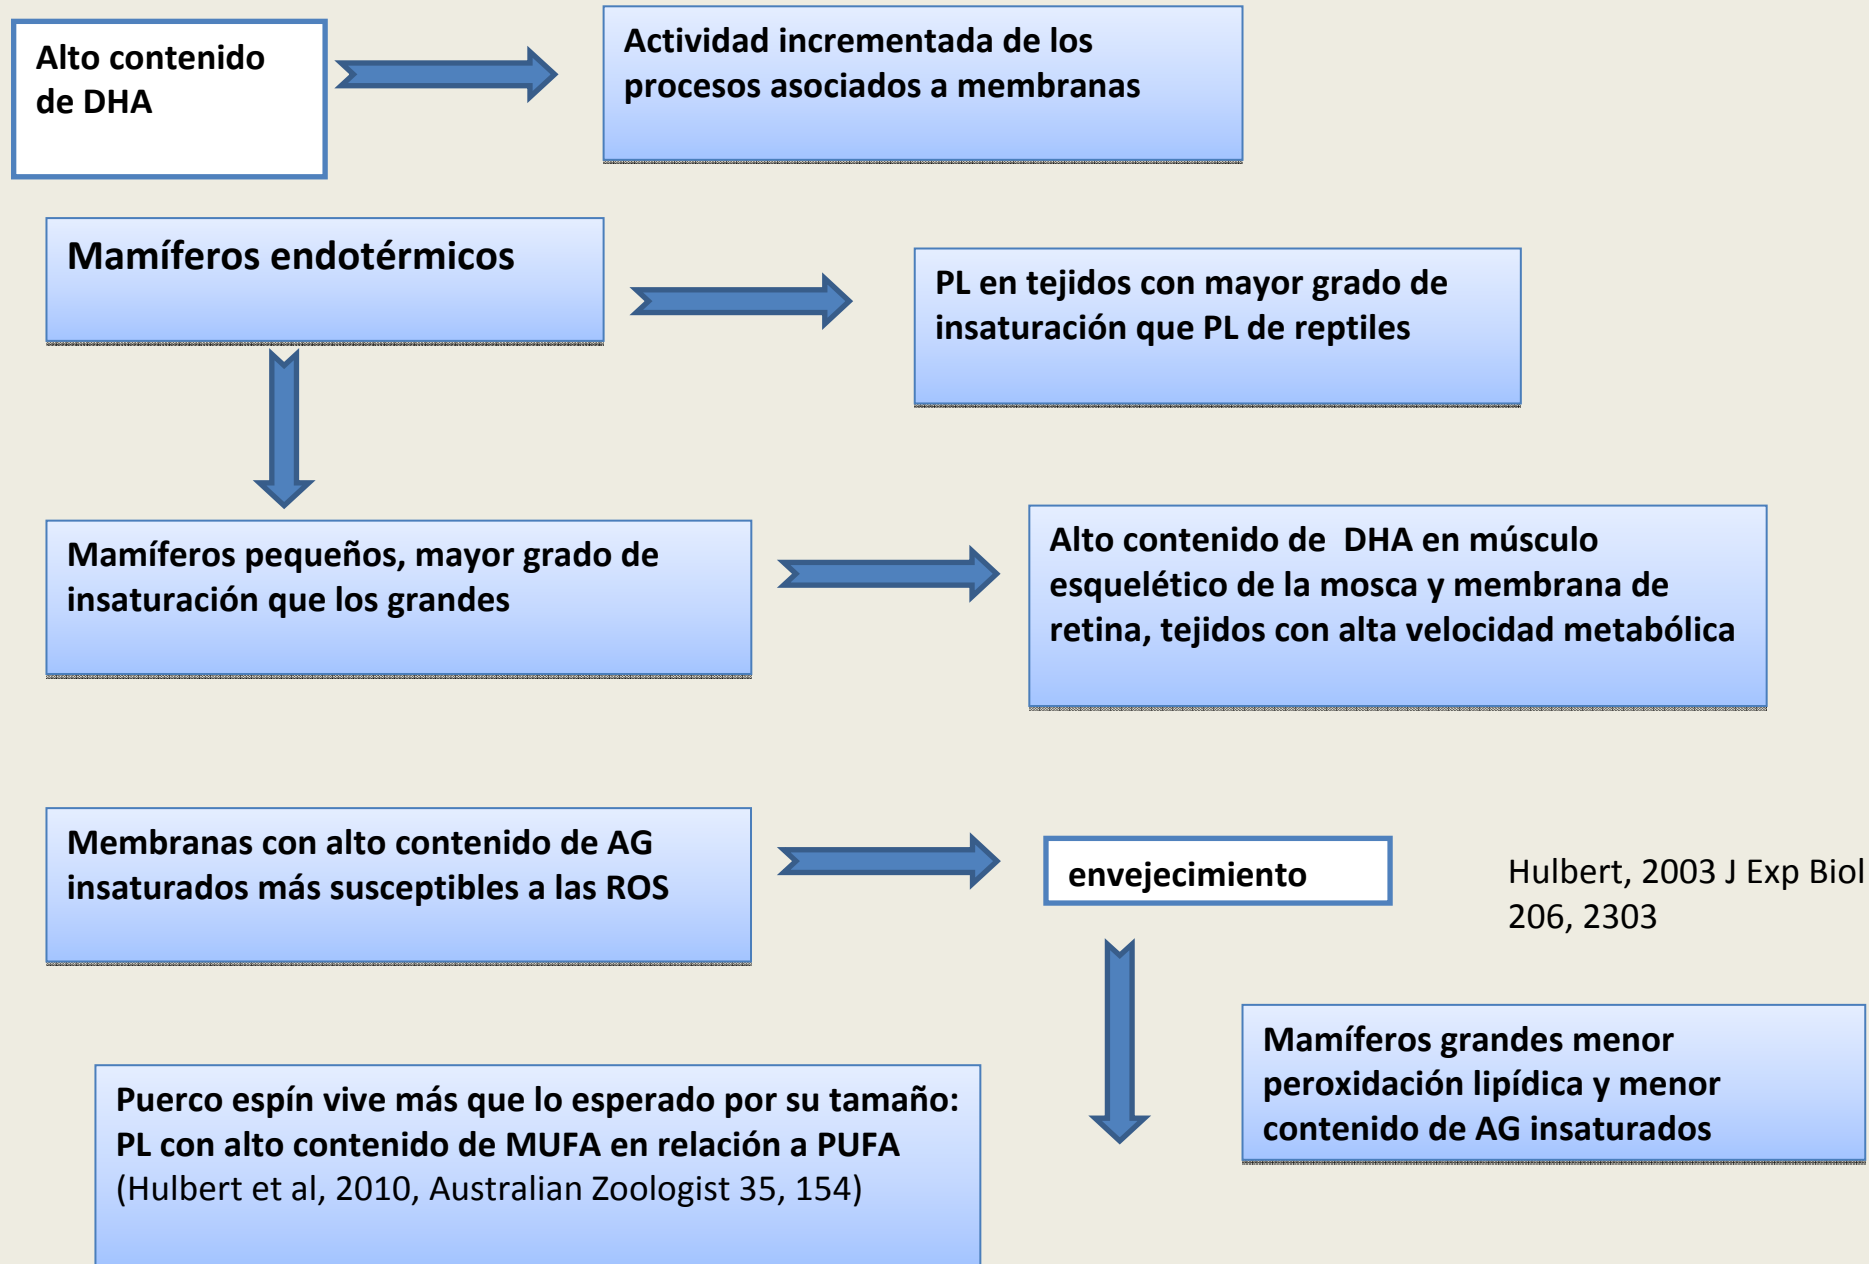 Alto contenido
de DHA
Actividad incrementada de los
procesos asociados a membranas
Mamíferos endotérmicos
PL en tejidos con mayor grado de
insaturación que PL de reptiles
Mamíferos pequeños, mayor grado de
insaturación que los grandes
Alto contenido de DHA en músculo
esquelético de la mosca y membrana de
retina, tejidos con alta velocidad metabólica
Membranas con alto contenido de AG
insaturados más susceptibles a las ROS
envejecimiento
Hulbert, 2003 J Exp Biol
206, 2303
Mamíferos grandes menor
peroxidación lipídica y menor
contenido de AG insaturados
Puerco espín vive más que lo esperado por su tamaño:
PL con alto contenido de MUFA en relación a PUFA
(Hulbert et al, 2010, Australian Zoologist 35, 154)